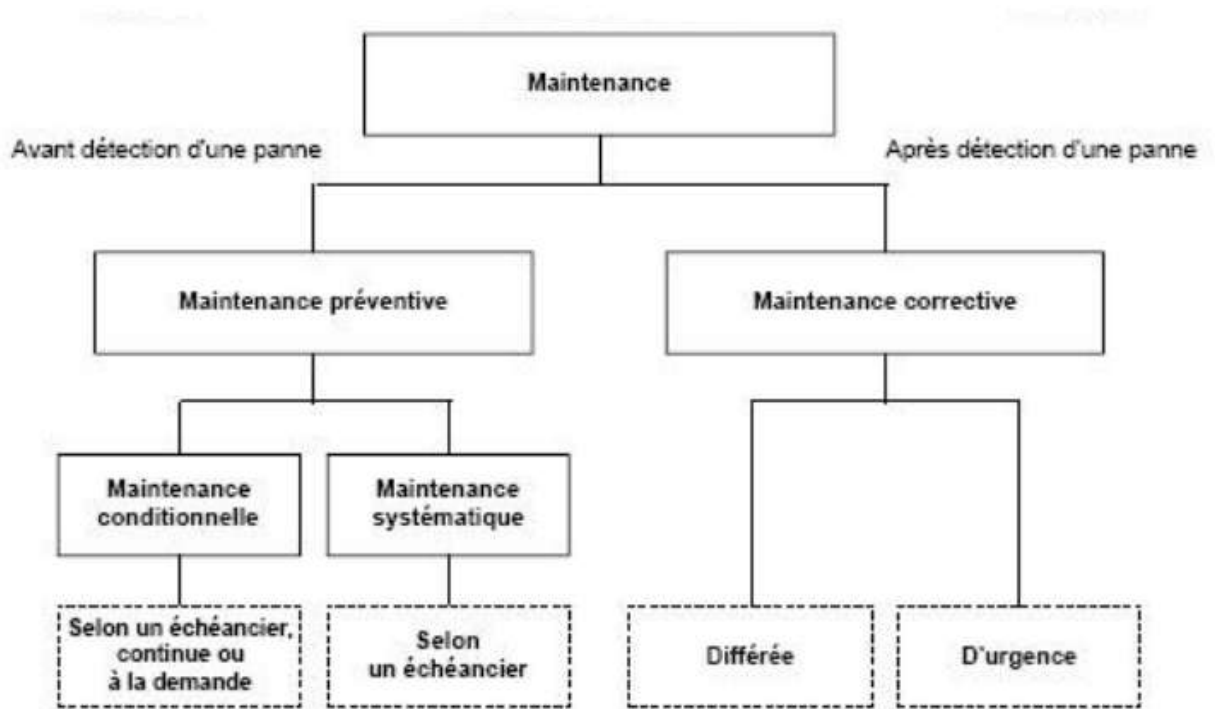 Maintenance
Avant détection d'une panne
Après détection d'une panne
Maintenance préventive
Maintenance corrective
Maintenance
conditionnelle
Maintenance
systématique
Selon un échéancier,
continue ou
à la demande
Selon
un échéancier
Différée
D'urgence